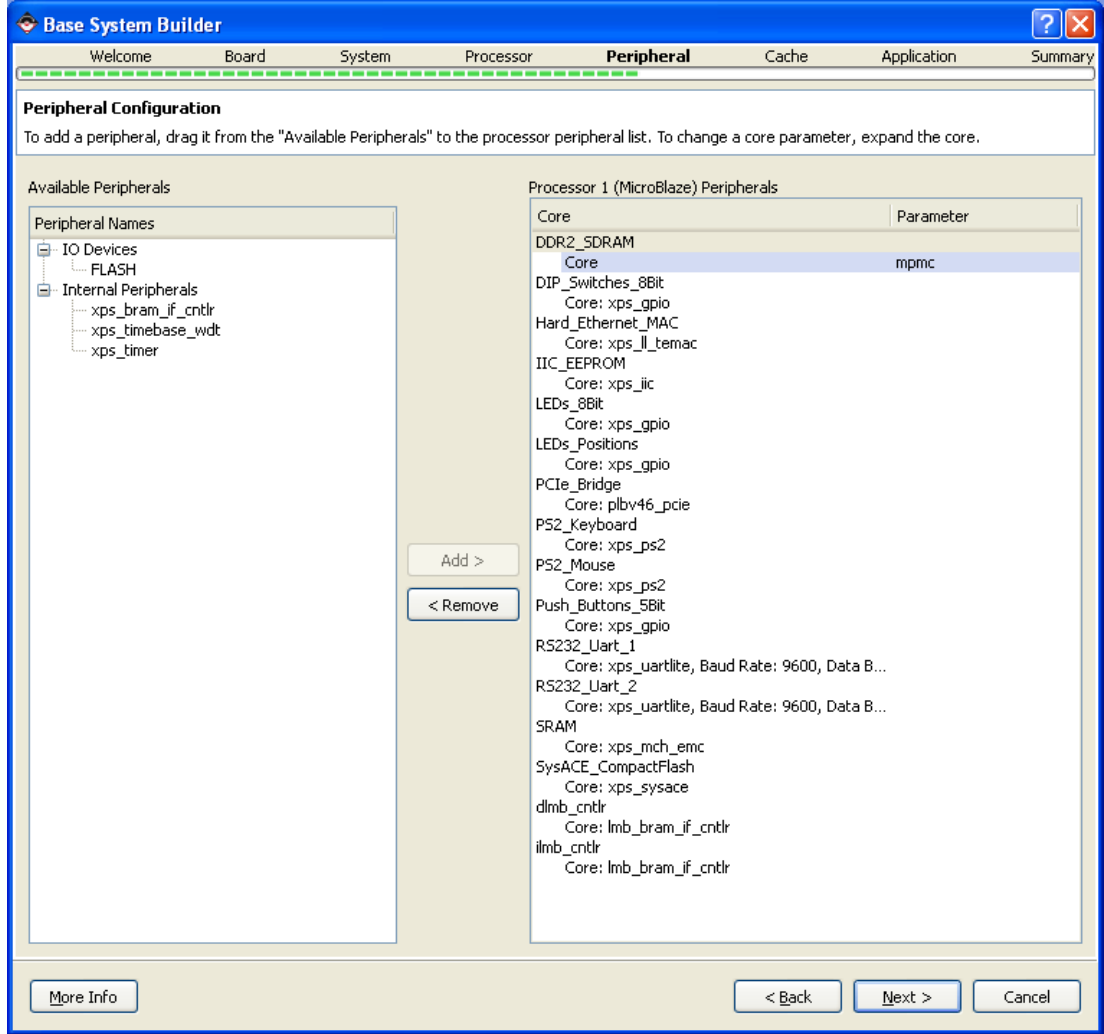 Base System Builder
Welcome Board System Processor Peripheral Cache Application Summary
Peripheral Configuration
To add a peripheral, drag it from the "Available Peripherals" to the processor peripheral list. To change a core parameter, expand the core.
Available Peripherals
Peripheral Names
IO Devices
FLASH
Internal Peripherals
xps_bram_if_cntlr
xps_timebase_wdt
xps_timer
Add >
< Remove
Processor 1 (MicroBlaze) Peripherals
Core Parameter
DDR2_SDRAM
Core mpmc
DIP_Switches_8Bit
Core: xps_gpio
Hard_Ethernet_MAC
Core: xps_ll_temac
IIC_EEPROM
Core: xps_iic
LEDs_8Bit
Core: xps_gpio
LEDs_Positions
Core: xps_gpio
PCIe_Bridge
Core: plbv46_pcie
PS2_Keyboard
Core: xps_ps2
PS2_Mouse
Core: xps_ps2
Push_Buttons_5Bit
Core: xps_gpio
RS232_Uart_1
Core: xps_uartlite, Baud Rate: 9600, Data B...
RS232_Uart_2
Core: xps_uartlite, Baud Rate: 9600, Data B...
SRAM
Core: xps_mch_emc
SysACE_CompactFlash
Core: xps_sysace
dlmb_cntlr
Core: lmb_bram_if_cntlr
ilmb_cntlr
Core: lmb_bram_if_cntlr
More Info
< Back
Next >
Cancel